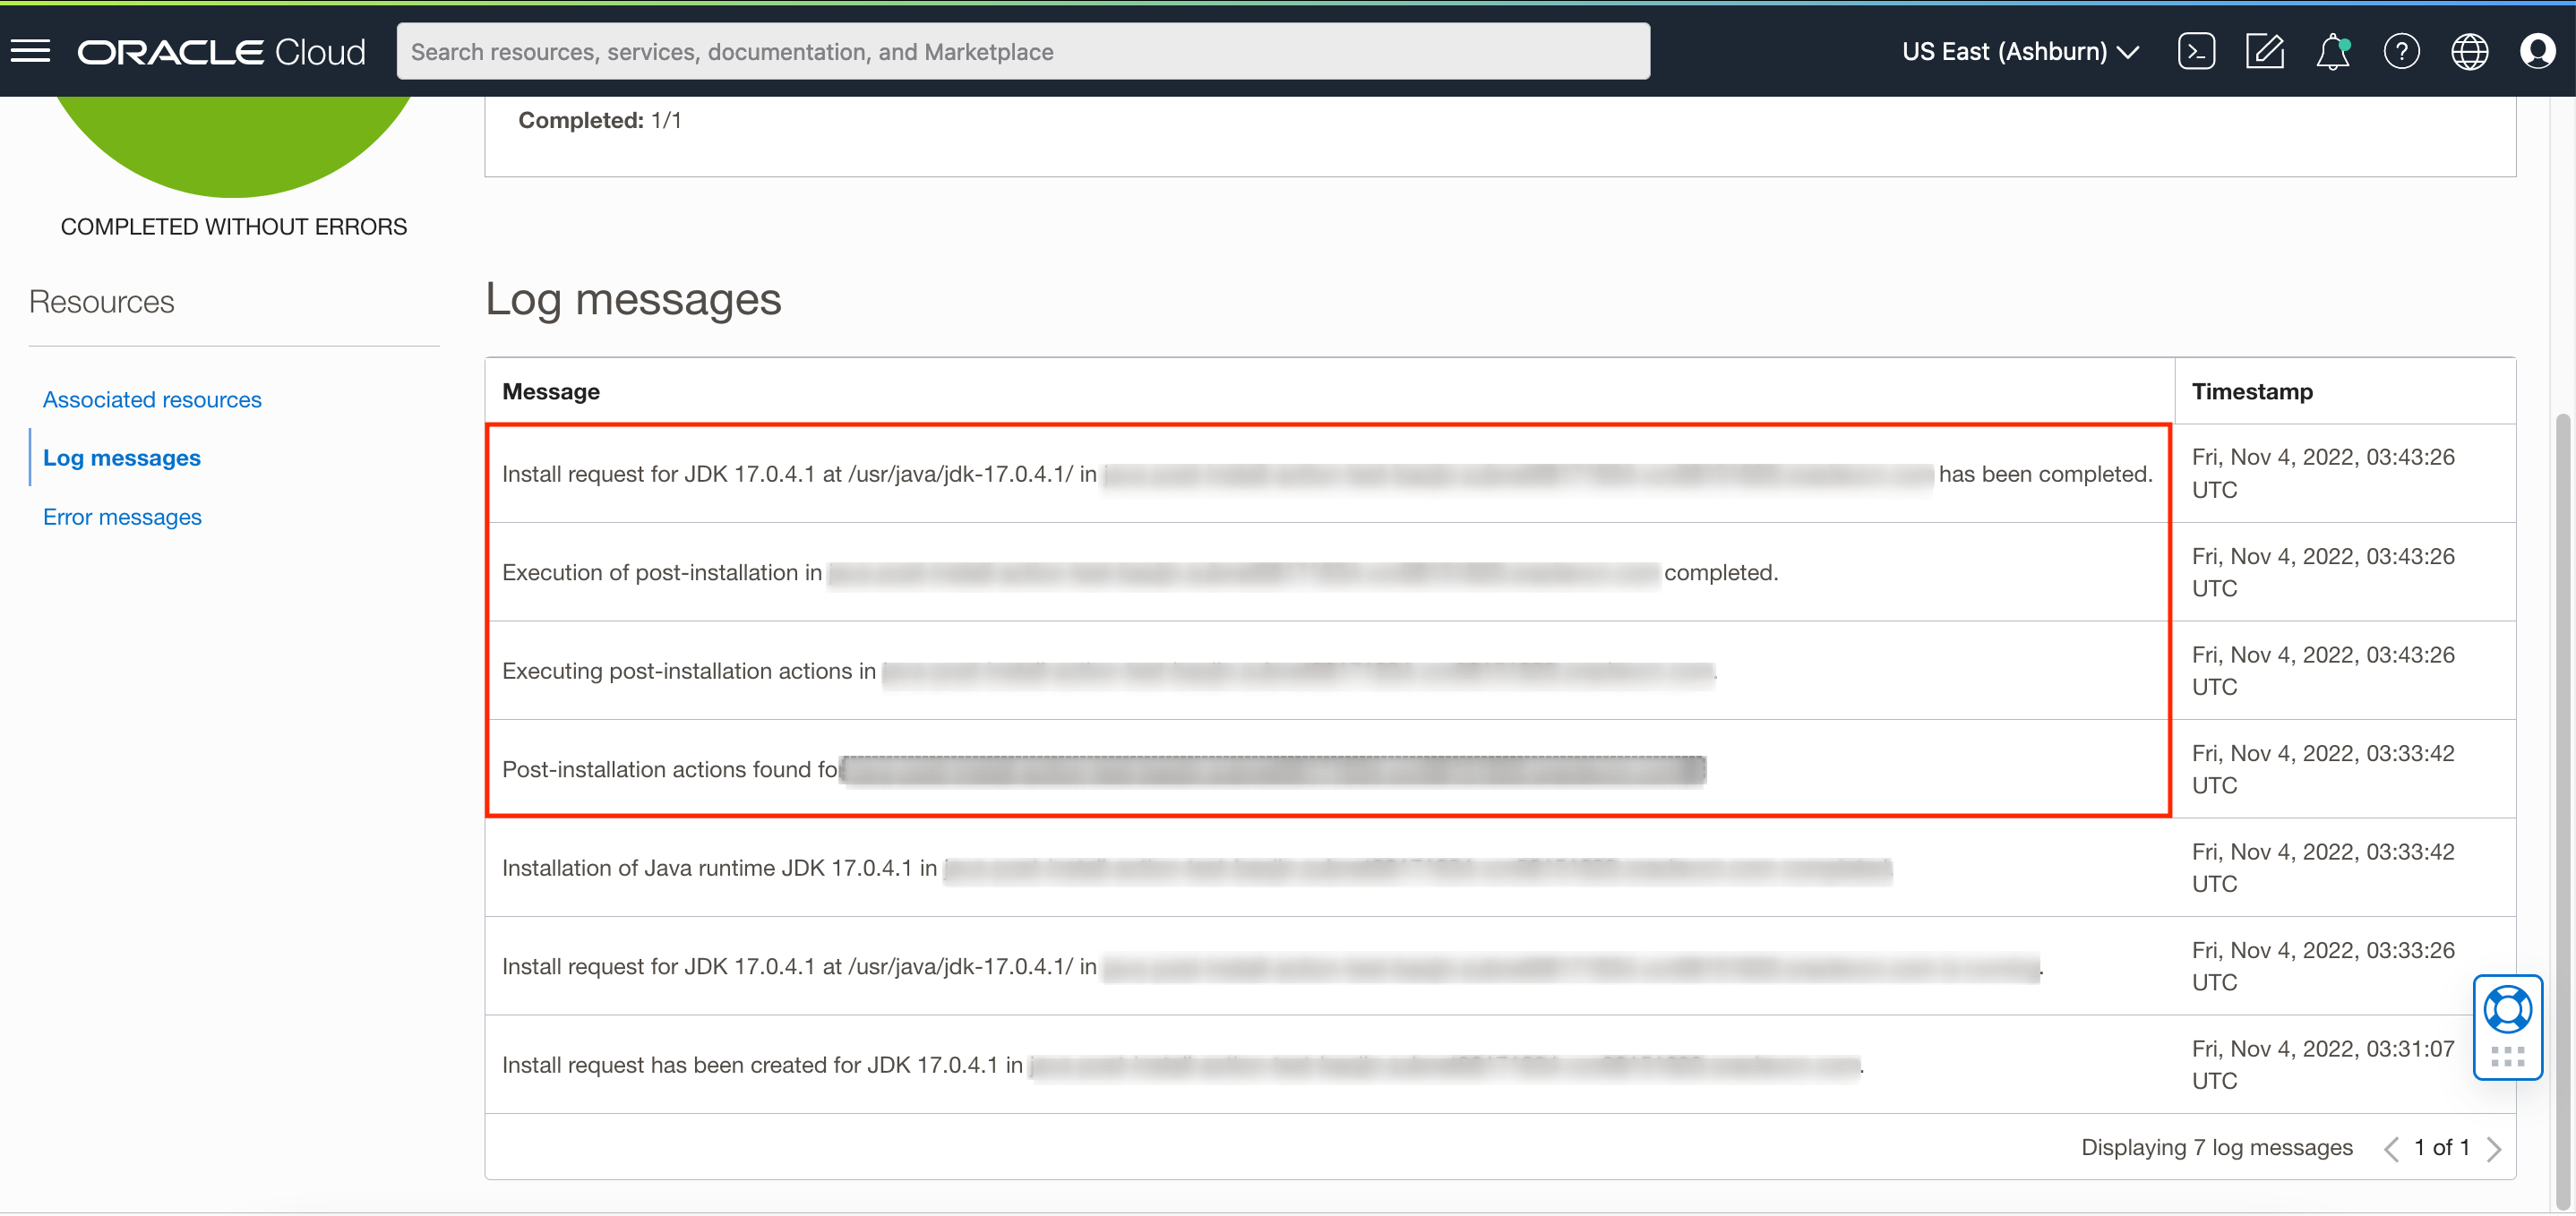 ORACLE Cloud
Search resources, services, documentation, and Marketplace
US East (Ashburn)
Completed: 1/1
COMPLETED WITHOUT ERRORS
Resources
Associated resources
Log messages
Error messages
Log messages
Message Timestamp
Install request for JDK 17.0.4.1 at /usr/java/jdk-17.0.4.1/ in has been completed. Fri, Nov 4, 2022, 03:43:26
UTC
Execution of post-installation in completed. Fri, Nov 4, 2022, 03:43:26
UTC
Executing post-installation actions in . Fri, Nov 4, 2022, 03:43:26
UTC
Post-installation actions found fo Fri, Nov 4, 2022, 03:33:42
UTC
Installation of Java runtime JDK 17.0.4.1 in Fri, Nov 4, 2022, 03:33:42
UTC
Install request for JDK 17.0.4.1 at /usr/java/jdk-17.0.4.1/ in . Fri, Nov 4, 2022, 03:33:26
UTC
Install request has been created for JDK 17.0.4.1 in . Fri, Nov 4, 2022, 03:31:07
UTC
Displaying 7 log messages 1 of 1